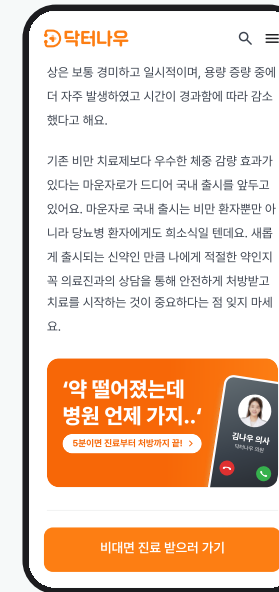 닥터나우
상은 보통 경미하고 일시적이며, 용량 증량 중에
더 자주 발생하였고 시간이 경과함에 따라 감소
했다고 해요.
기존 비만 치료제보다 우수한 체중 감량 효과가
있다는 마운자로가 드디어 국내 출시를 앞두고
있어요. 마운자로 국내 출시는 비만 환자뿐만 아
니라 당뇨병 환자에게도 희소식일 텐데요. 새롭
게 출시되는 신약인 만큼 나에게 적절한 약인지
꼭 의료진과의 상담을 통해 안전하게 처방받고
치료를 시작하는 것이 중요하다는 점 잊지 마세
요.
‘약 떨어졌는데
병원 언제 가지..‘
5분이면 진료부터 처방까지 끝! >
김나우 의사
닥터나우 의원
비대면 진료 받으러 가기